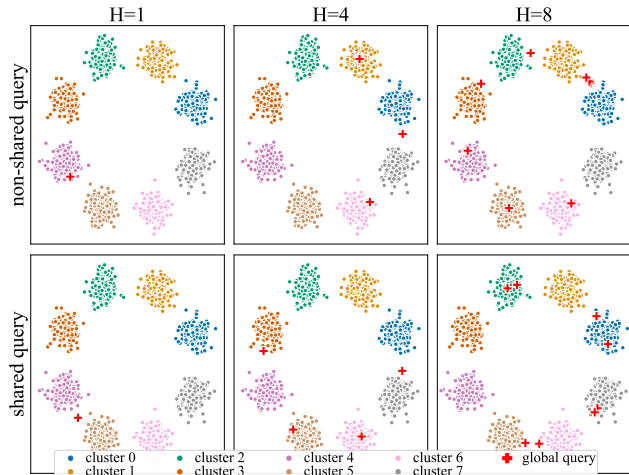 H=1 H=4 H=8
non-shared query
shared query
cluster 0 cluster 2 cluster 4 cluster 6 global query
cluster 1 cluster 3 cluster 5 cluster 7